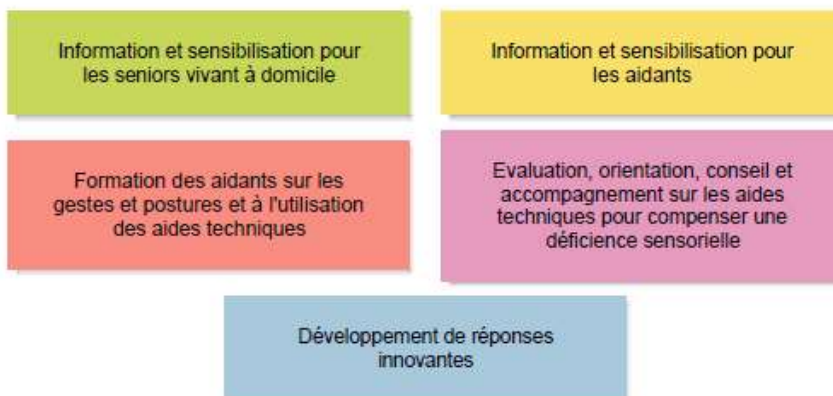 Information et sensibilisation pour
les seniors vivant à domicile
Information et sensibilisation pour
les aidants
Formation des aidants sur les
gestes et postures et à l'utilisation
des aides techniques
Evaluation, orientation, conseil et
accompagnement sur les aides
techniques pour compenser une
déficience sensorielle
Développement de réponses
innovantes